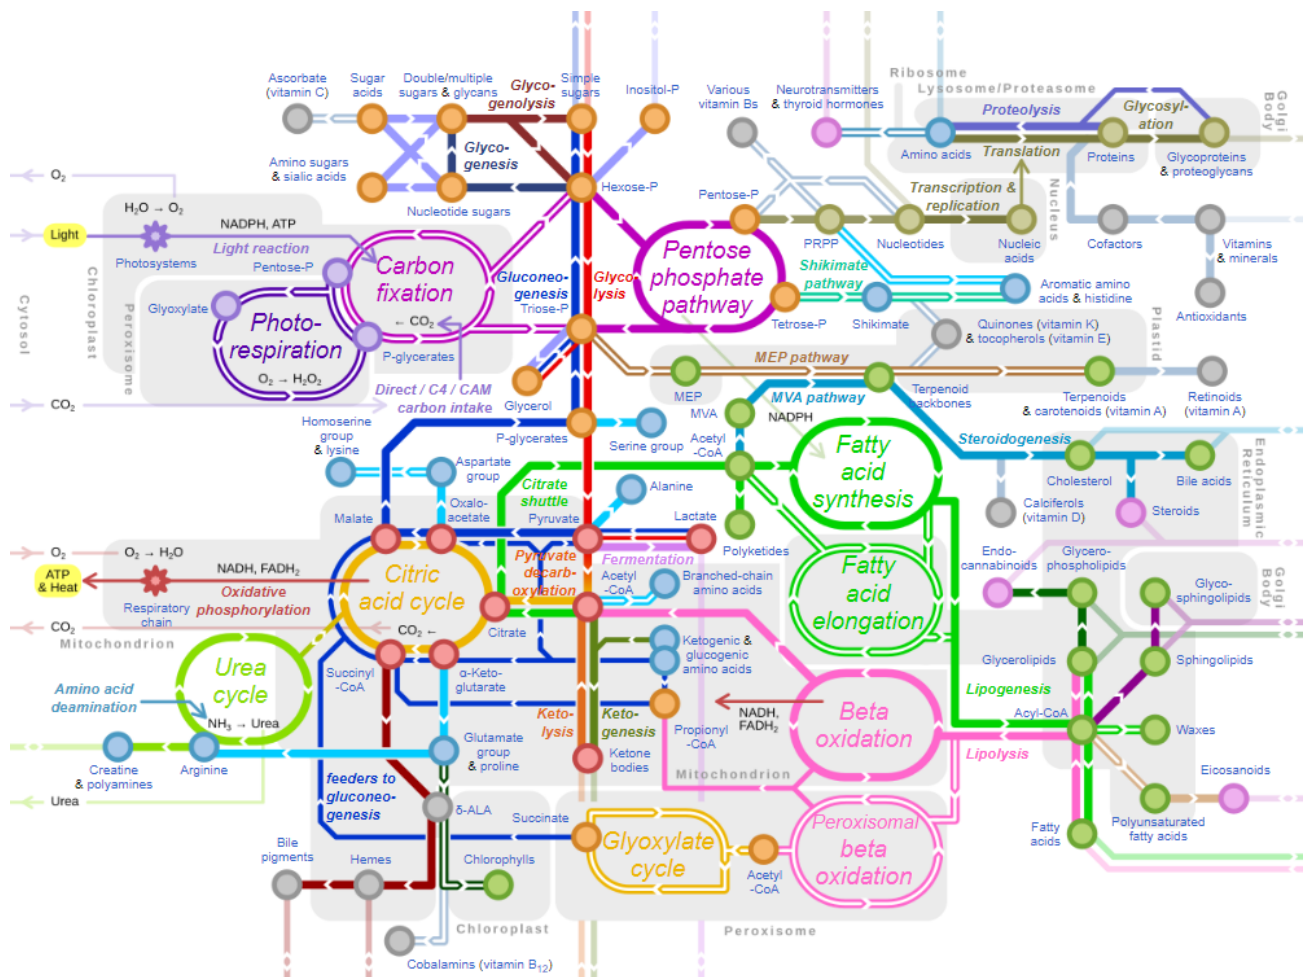 Ribosome
Lysosome/Proteasome
Golgi
Body
Ascorbate
(vitamin C)
Sugar
acids
Double/multiple
sugars & glycans
Glyco-
genolysis
Simple
sugars
Inositol-P
Various
vitamin Bs
Neurotransmitters
& thyroid hormones
Proteolysis
Glycosyl-
ation
Glyco-
genesis
Amino acids
Translation
Proteins
Glycoproteins
& proteoglycans
Amino sugars
& sialic acids
O₂
H₂O → O₂
Nucleotide sugars
Hexose-P
Pentose-P
Transcription &
replication
Nucleus
Light
NADPH, ATP
Light reaction
Photosystems
Pentose-P
Carbon
fixation
Gluconeo-
genesis
Glyco
lysis
Pentose
phosphate
pathway
PRPP
Nucleotides
Nucleic
acids
Cofactors
Vitamins
& minerals
Shikimate
pathway
Aromatic amino
acids & histidine
Antioxidants
Cytosol
Chloroplast
Peroxisome
Glyoxylate
Photo-
respiration
← CO₂
Triose-P
Tetrose-P
Shikimate
Quinones (vitamin K)
& tocopherols (vitamin E)
Plastid
P-glycerates
O₂ → H₂O₂
MEP pathway
Direct / C4 / CAM
carbon intake
CO₂
Glycerol
MEP
MVA pathway
Terpenoid
backbones
Terpenoids
& carotenoids (vitamin A)
Retinoids
(vitamin A)
Homoserine
group
& lysine
P-glycerates
Serine group
MVA
NADPH
Acetyl
-CoA
Fatty
acid
synthesis
Steroidogenesis
Endoplasmic
Reticulum
Aspartate
group
Citrate
shuttle
Alanine
Cholesterol
Bile acids
Malate
Oxalo-
acetate
Pyruvate
Lactate
Polyketides
Calciferols
(vitamin D)
Steroids
O₂
O₂ → H₂O
NADH, FADH₂
ATP
& Heat
Oxidative
phosphorylation
Respiratory
chain
Citric
acid cycle
Pyruvate
decarb-
oxylation
Fermentation
Acetyl
-CoA
Branched-chain
amino acids
Fatty
acid
elongation
Endo-
cannabinoids
Glycero-
phospholipids
Glyco-
sphingolipids
Golgi
Body
CO₂
CO₂ ←
Citrate
Mitochondrion
Urea
cycle
Ketogenic &
glucogenic
amino acids
Glycerolipids
Sphingolipids
Succinyl
-CoA
α-Keto-
glutarate
Amino acid
deamination
NH₃ → Urea
Keto-
lysis
Keto-
genesis
Propionyl
-CoA
NADH,
FADH₂
Beta
oxidation
Lipogenesis
Acyl-CoA
Lipolysis
Waxes
Creatine
& polyamines
Arginine
Glutamate
group
& proline
Ketone
bodies
Mitochondrion
Eicosanoids
Urea
feeders to
gluconeo-
genesis
δ-ALA
Succinate
Glyoxylate
cycle
Acetyl
-CoA
Peroxisomal
beta
oxidation
Fatty
acids
Polyunsaturated
fatty acids
Bile
pigments
Hemes
Chlorophylls
Chloroplast
Peroxisome
Cobalamins (vitamin B₁₂)